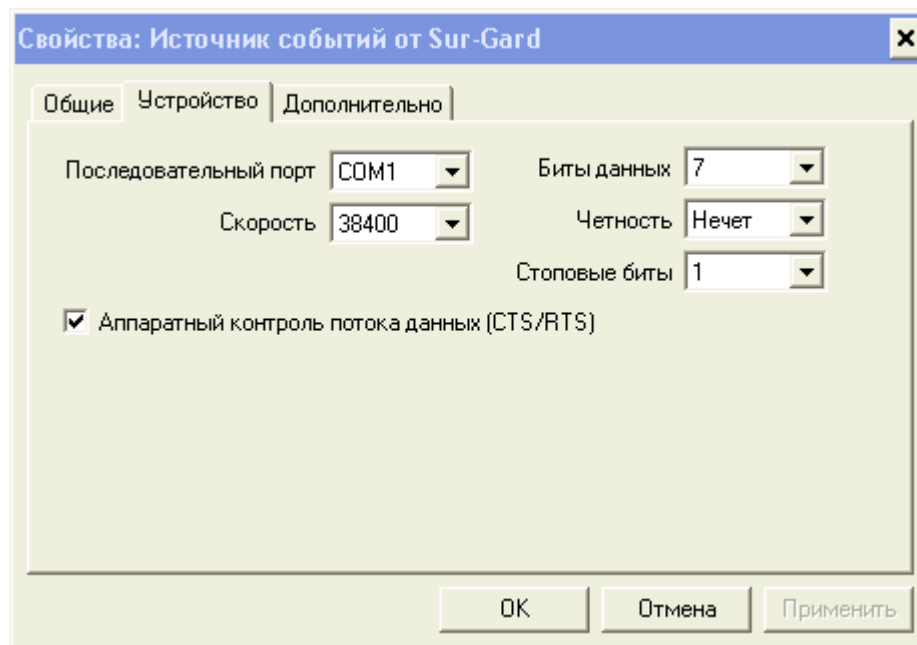 Свойства: Источник событий от Sur-Gard
Общие Устройство Дополнительно
Последовательный порт COM1 Биты данных 7
Скорость 38400 Четность Нечет
Стоповые биты 1
Аппаратный контроль потока данных (CTS/RTS)
OK Отмена Применить